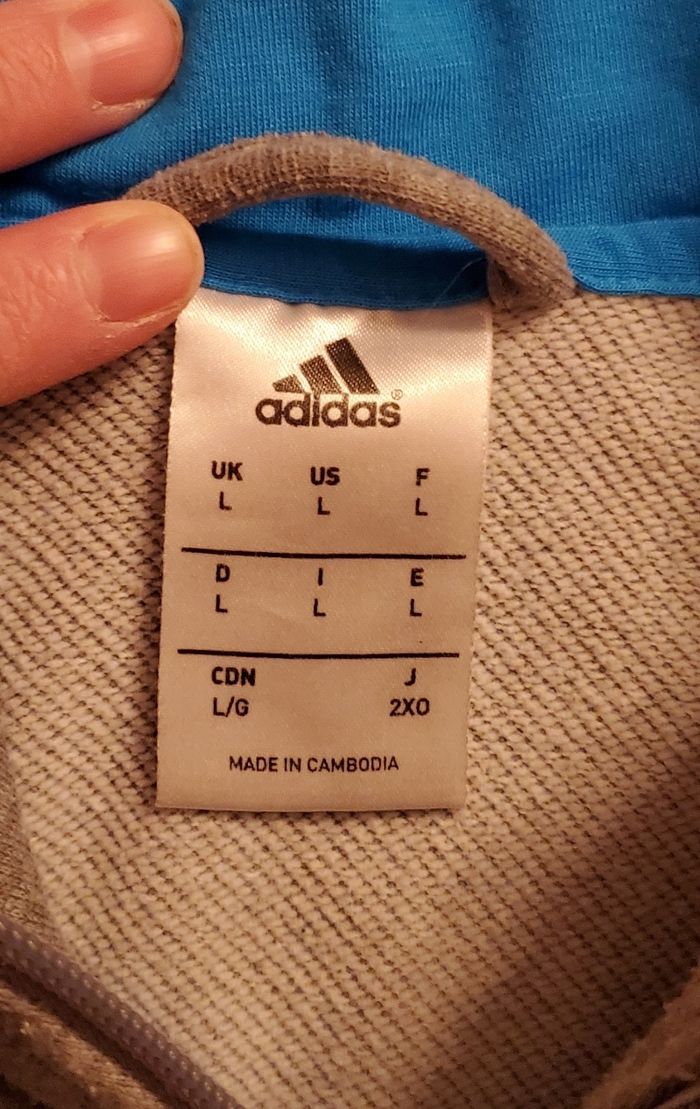 adidas®
UK US F
L L L
D I E
L L L
CDN J
L/G 2XO
MADE IN CAMBODIA